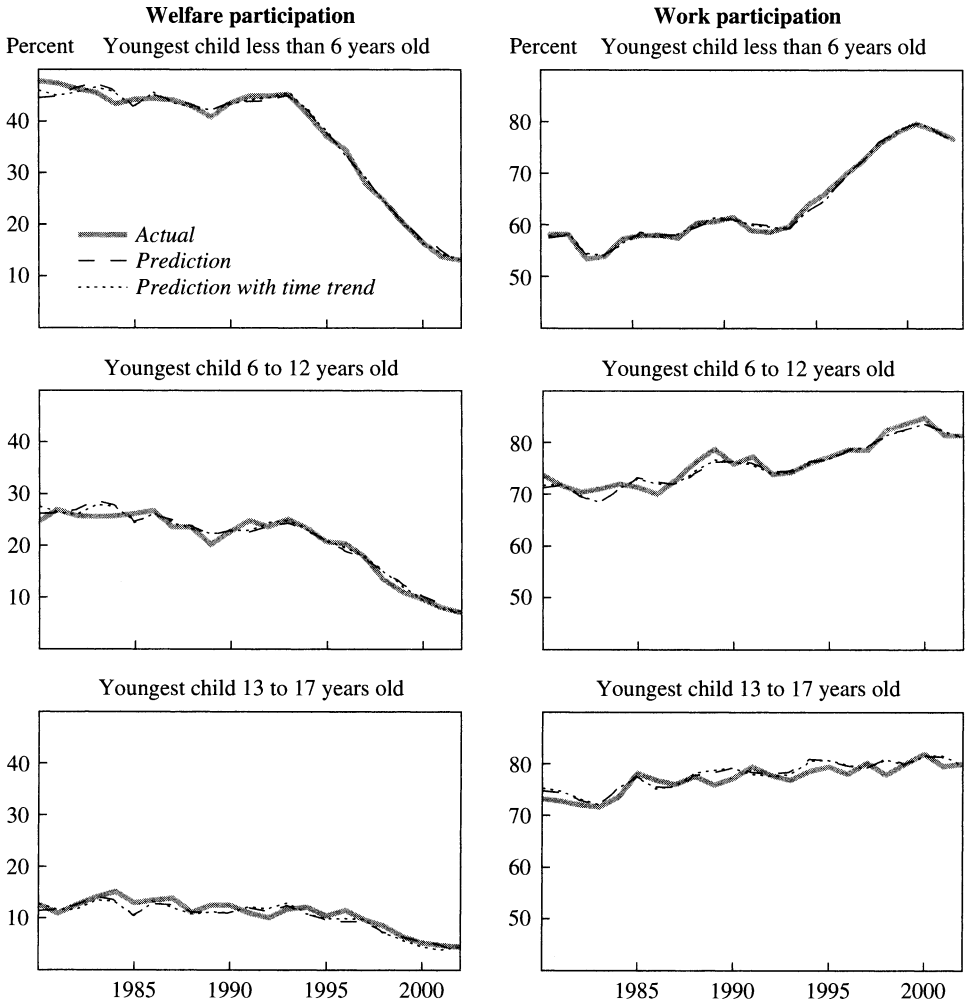 Welfare participation
Percent Youngest child less than 6 years old
40
30
20
10
Actual
Prediction
Prediction with time trend
Work participation
Percent Youngest child less than 6 years old
80
70
60
50
Youngest child 6 to 12 years old
40
30
20
10
Youngest child 6 to 12 years old
80
70
60
50
Youngest child 13 to 17 years old
40
30
20
10
1985 1990 1995 2000
Youngest child 13 to 17 years old
80
70
60
50
1985 1990 1995 2000